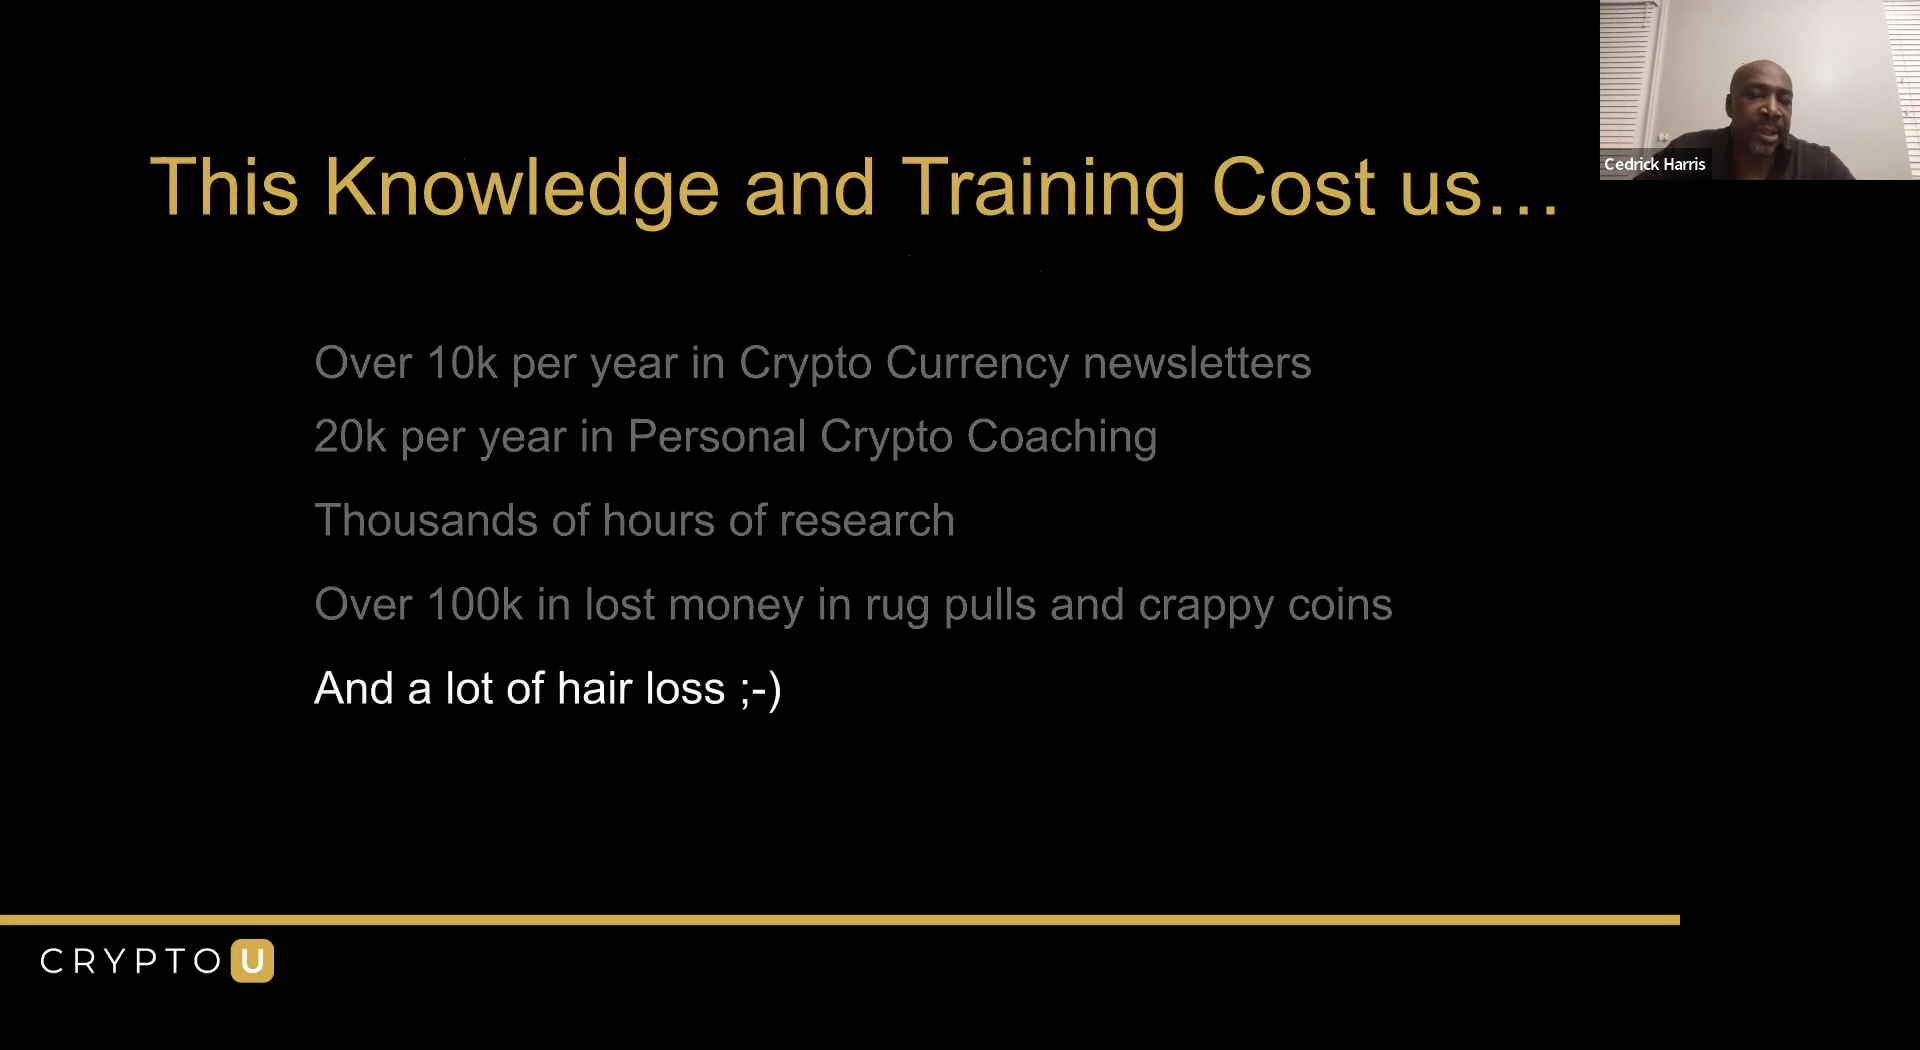 This Knowledge and Training Cost us...
Cedrick Harris
Over 10k per year in Crypto Currency newsletters
20k per year in Personal Crypto Coaching
Thousands of hours of research
Over 100k in lost money in rug pulls and crappy coins
And a lot of hair loss ;-)
CRYPTO U